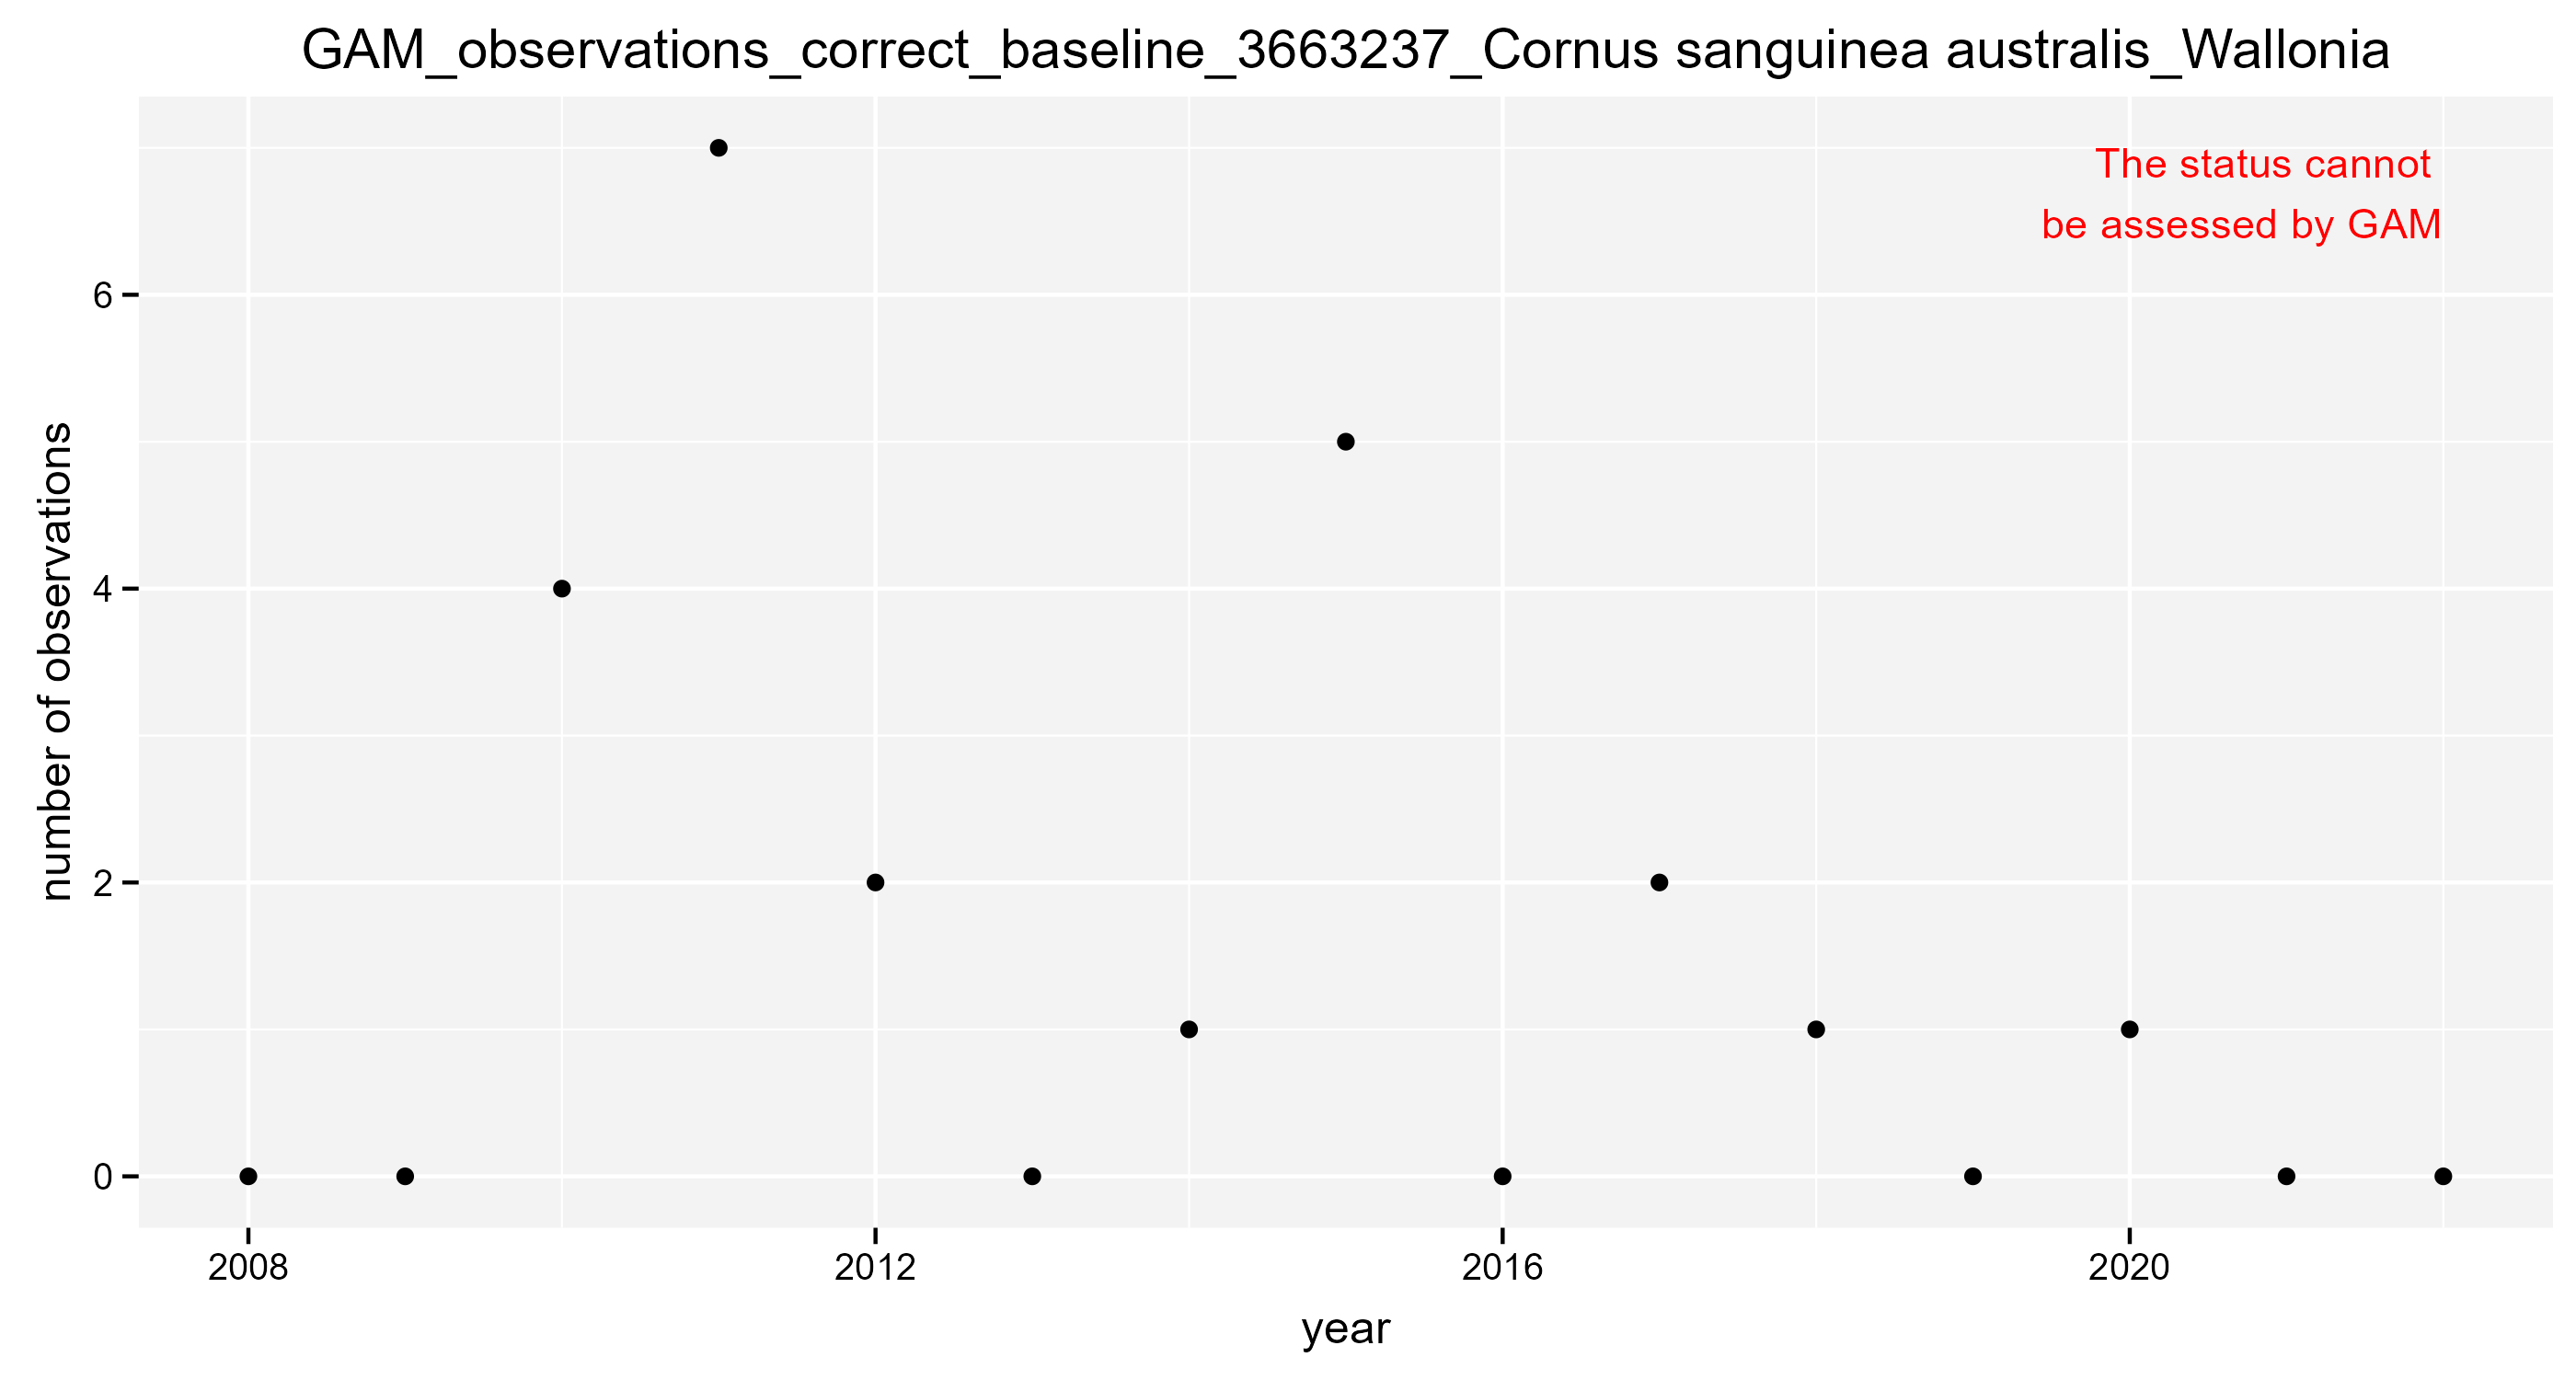 GAM_observations_correct_baseline_3663237_Cornus sanguinea australis_Wallonia
The status cannot
be assessed by GAM
number of observations
6
4
2
0
2008
2012
2016
2020
year